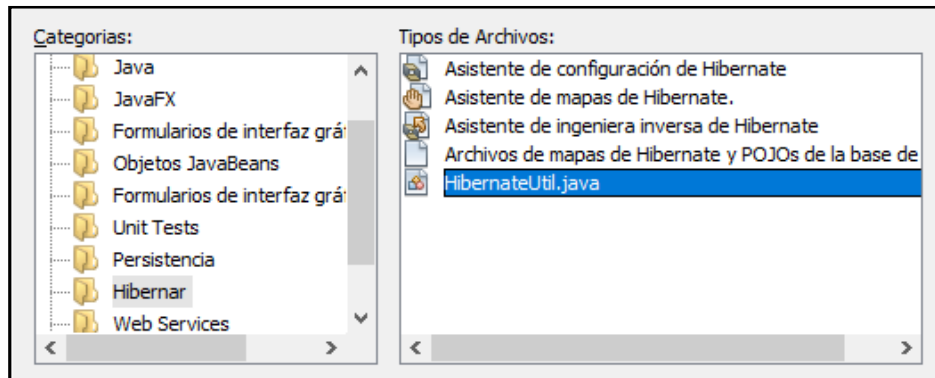 Categorias:
Java
JavaFX
Formularios de interfaz grá
Objetos JavaBeans
Formularios de interfaz grá
Unit Tests
Persistencia
Hibernar
Web Services
Tipos de Archivos:
Asistente de configuración de Hibernate
Asistente de mapas de Hibernate.
Asistente de ingeniera inversa de Hibernate
Archivos de mapas de Hibernate y POJOs de la base de
HibernateUtil.java